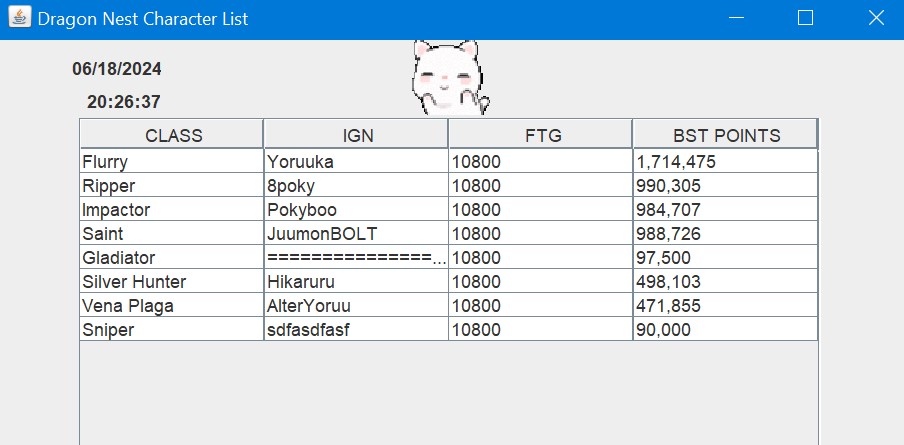 Dragon Nest Character List
06/18/2024
20:26:37
CLASS IGN FTG BST POINTS
Flurry Yoruuka 10800 1,714,475
Ripper 8poky 10800 990,305
Impactor Pokyboo 10800 984,707
Saint JuumonBOLT 10800 988,726
Gladiator ===============... 10800 97,500
Silver Hunter Hikaruru 10800 498,103
Vena Plaga AlterYoruu 10800 471,855
Sniper sdfasdfasf 10800 90,000